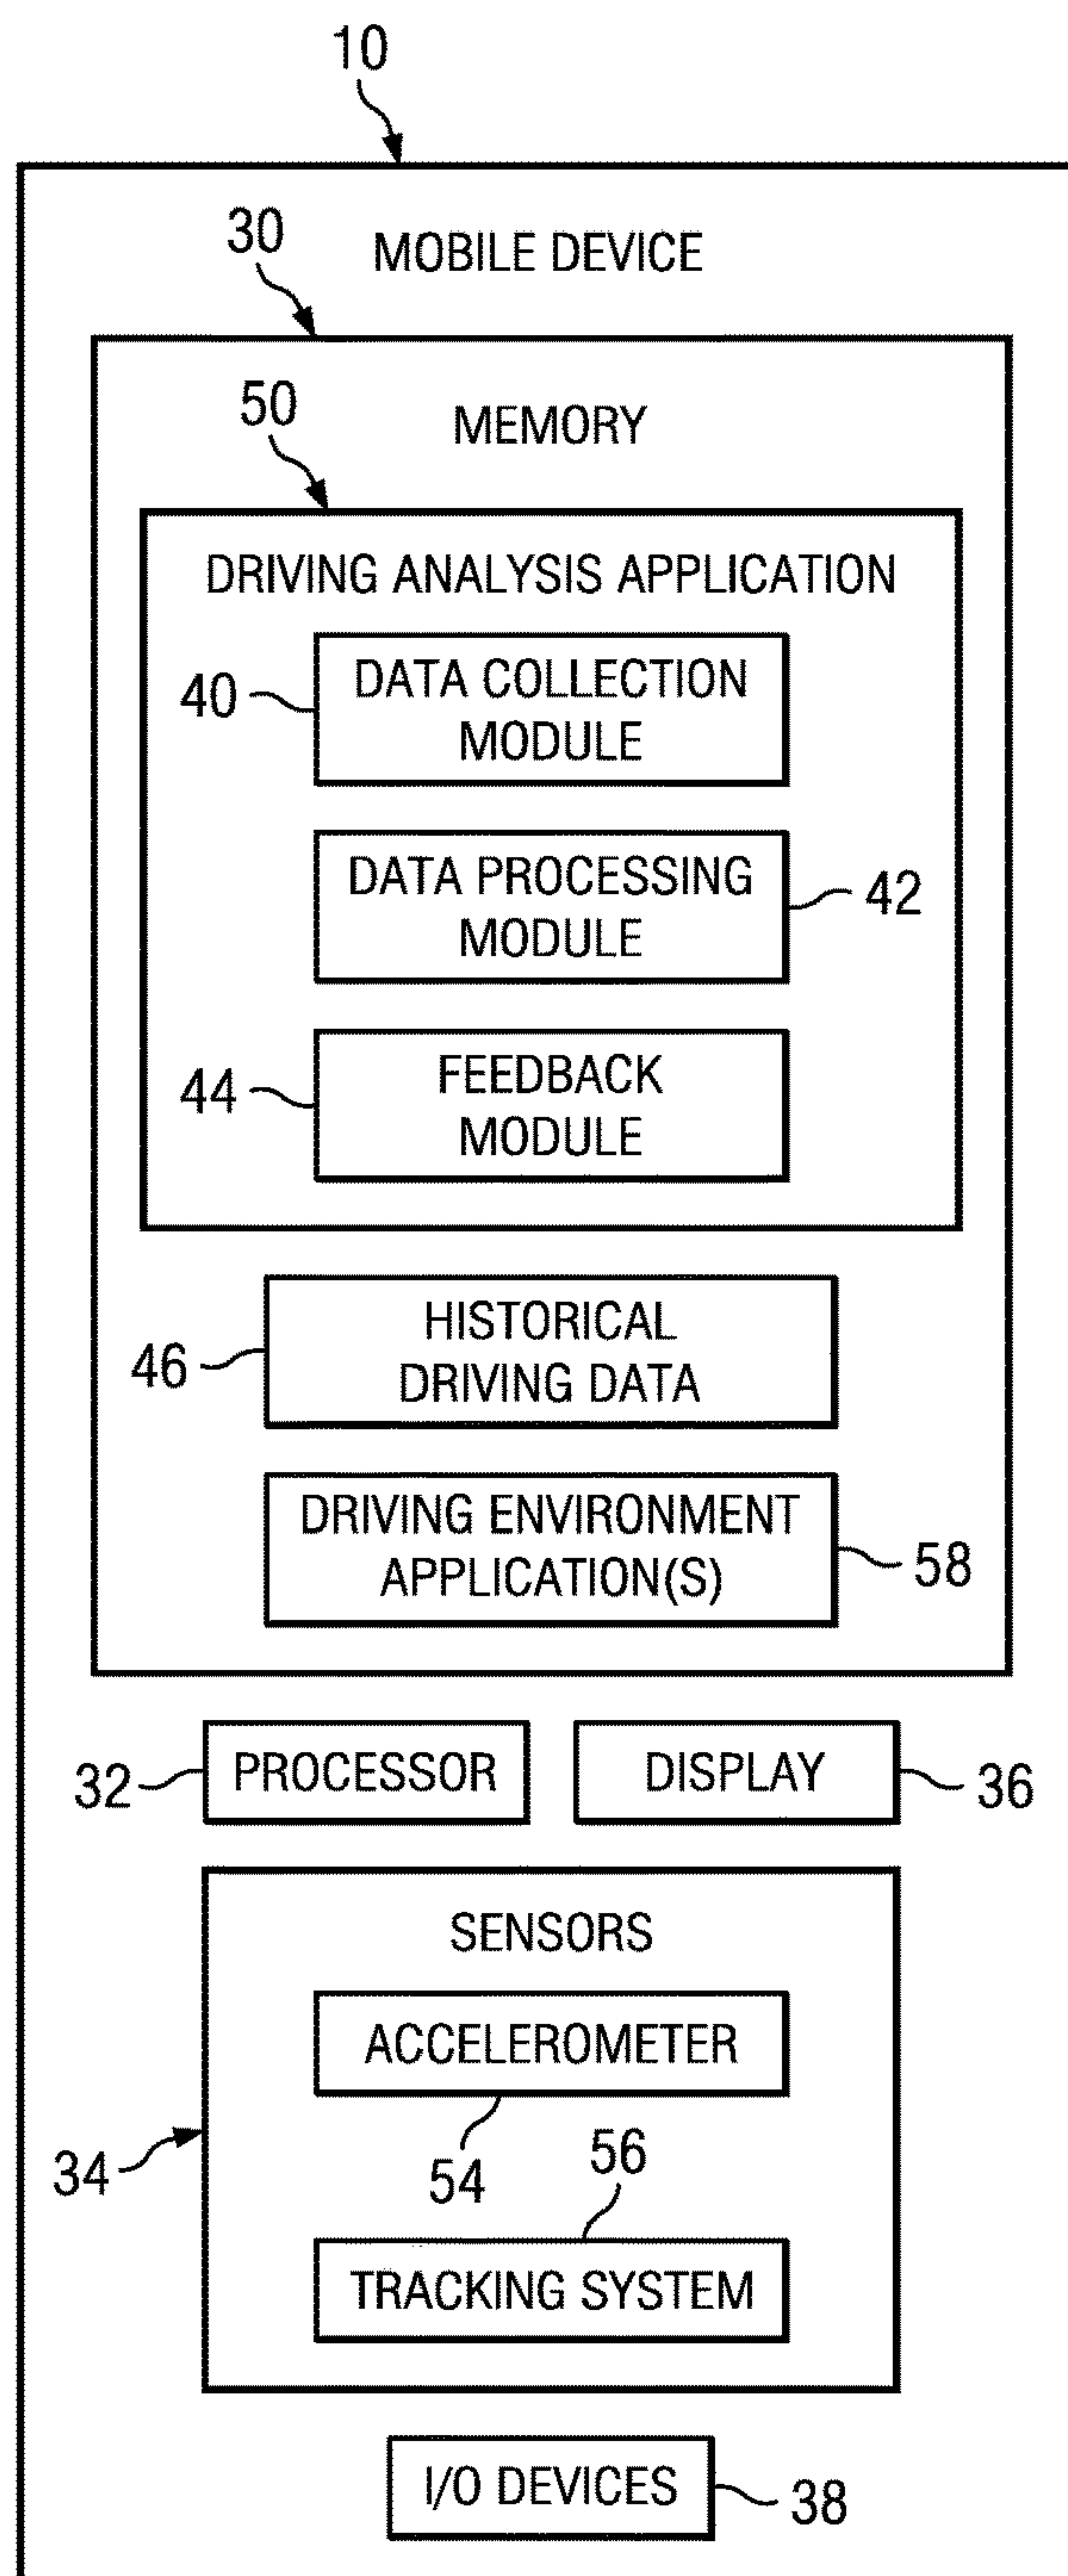 10
30
MOBILE DEVICE
50
MEMORY
DRIVING ANALYSIS APPLICATION
40
DATA COLLECTION
MODULE
DATA PROCESSING
MODULE
42
44
FEEDBACK
MODULE
46
HISTORICAL
DRIVING DATA
DRIVING ENVIRONMENT
APPLICATION(S)
58
32
PROCESSOR
DISPLAY
36
SENSORS
ACCELEROMETER
34
54
56
TRACKING SYSTEM
I/O DEVICES
38